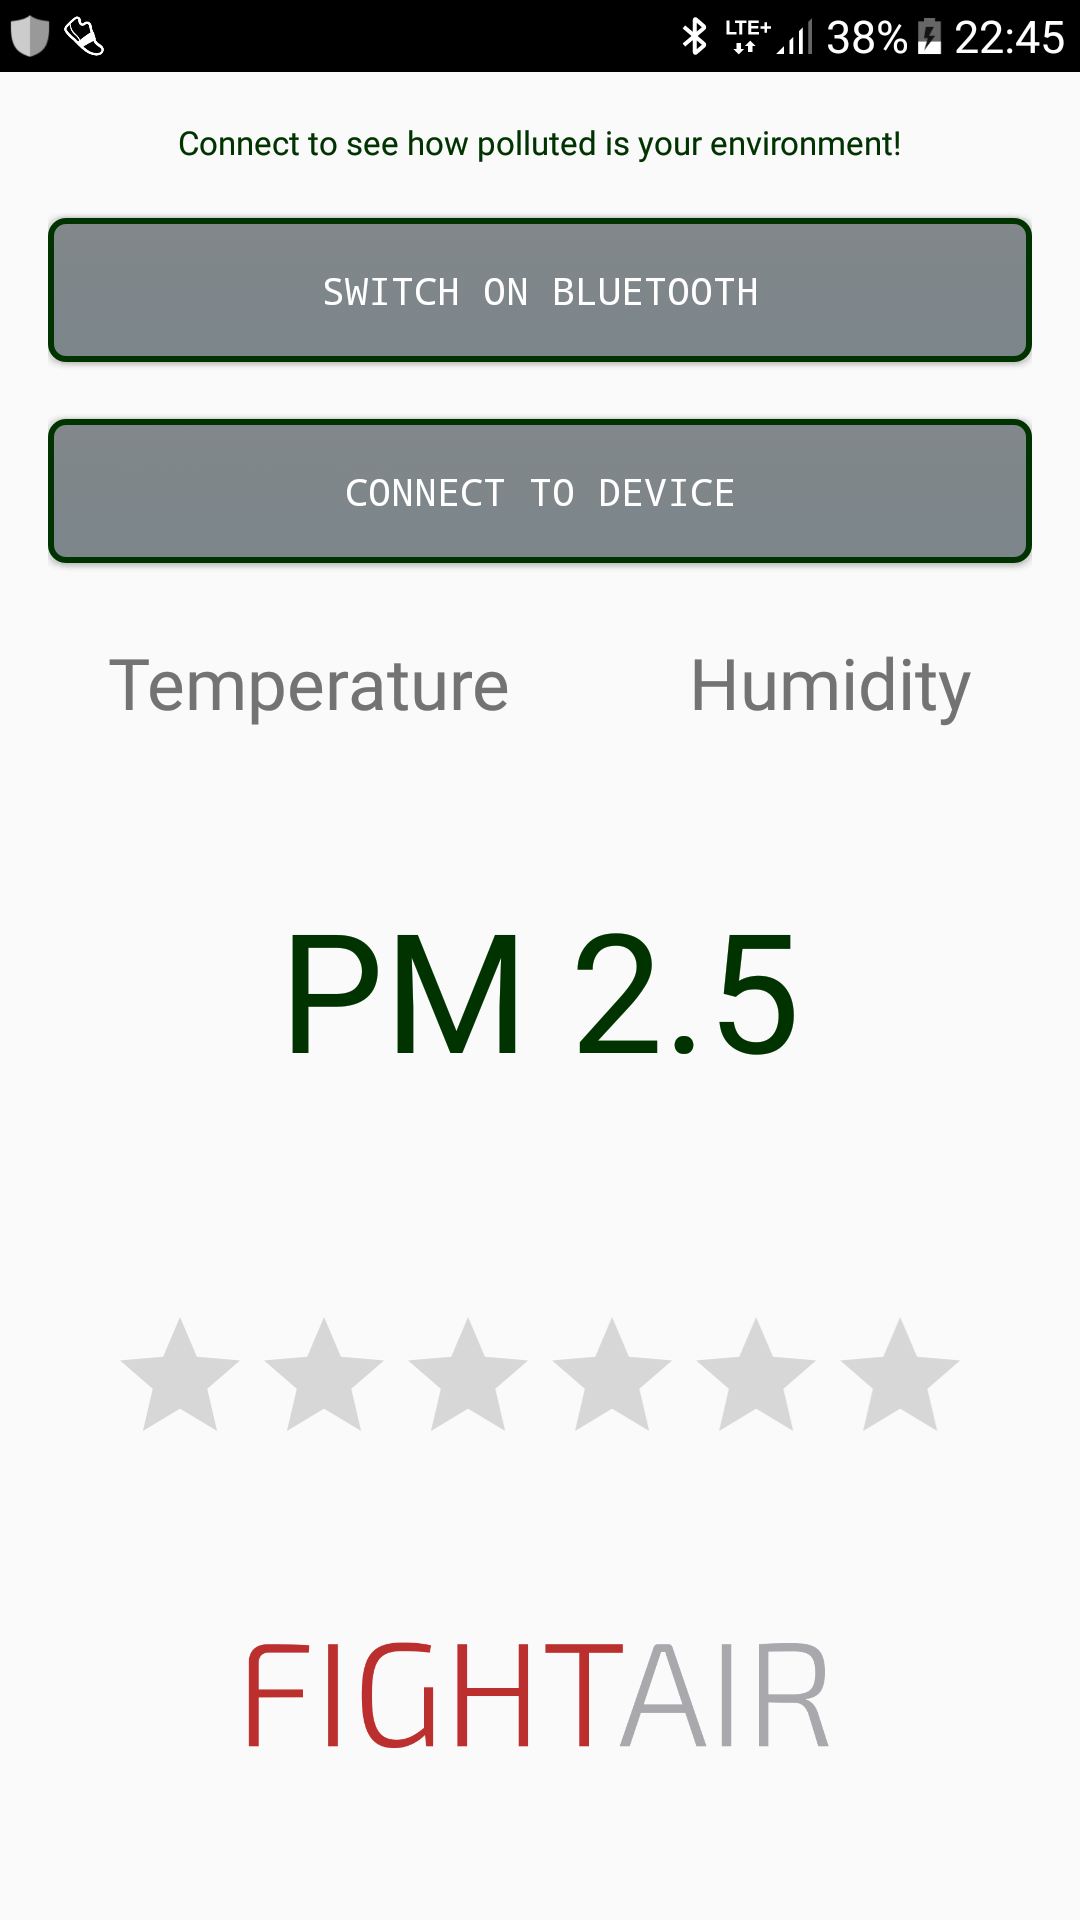 LTE+ 38% 22:45
Connect to see how polluted is your environment!
SWITCH ON BLUETOOTH
CONNECT TO DEVICE
Temperature Humidity
PM 2.5
FIGHTAIR